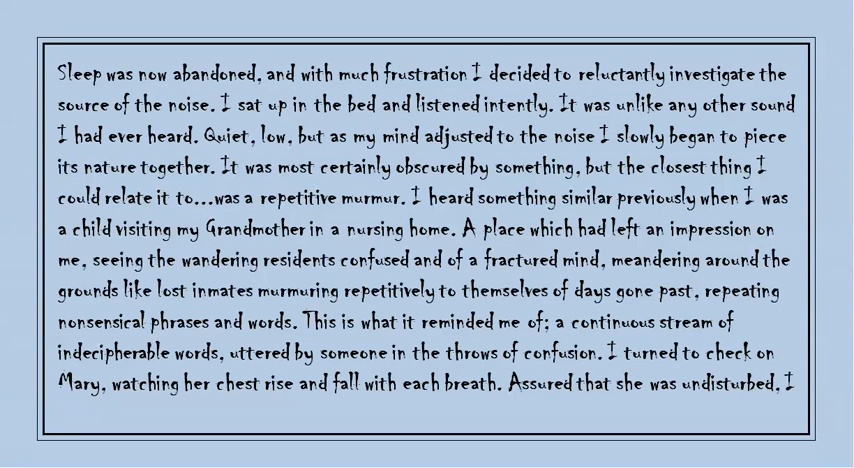 Sleep was now abandoned, and with much frustration I decided to reluctantly investigate the
source of the noise. I sat up in the bed and listened intently. It was unlike any other sound
I had ever heard. Quiet, low, but as my mind adjusted to the noise I slowly began to piece
its nature together. It was most certainly obscured by something, but the closest thing I
could relate it to...was a repetitive murmur. I heard something similar previously when I was
a child visiting my Grandmother in a nursing home. A place which had left an impression on
me, seeing the wandering residents confused and of a fractured mind, meandering around the
grounds like lost inmates murmuring repetitively to themselves of days gone past, repeating
nonsensical phrases and words. This is what it reminded me of; a continuous stream of
indecipherable words, uttered by someone in the throws of confusion. I turned to check on
Mary, watching her chest rise and fall with each breath. Assured that she was undisturbed, I